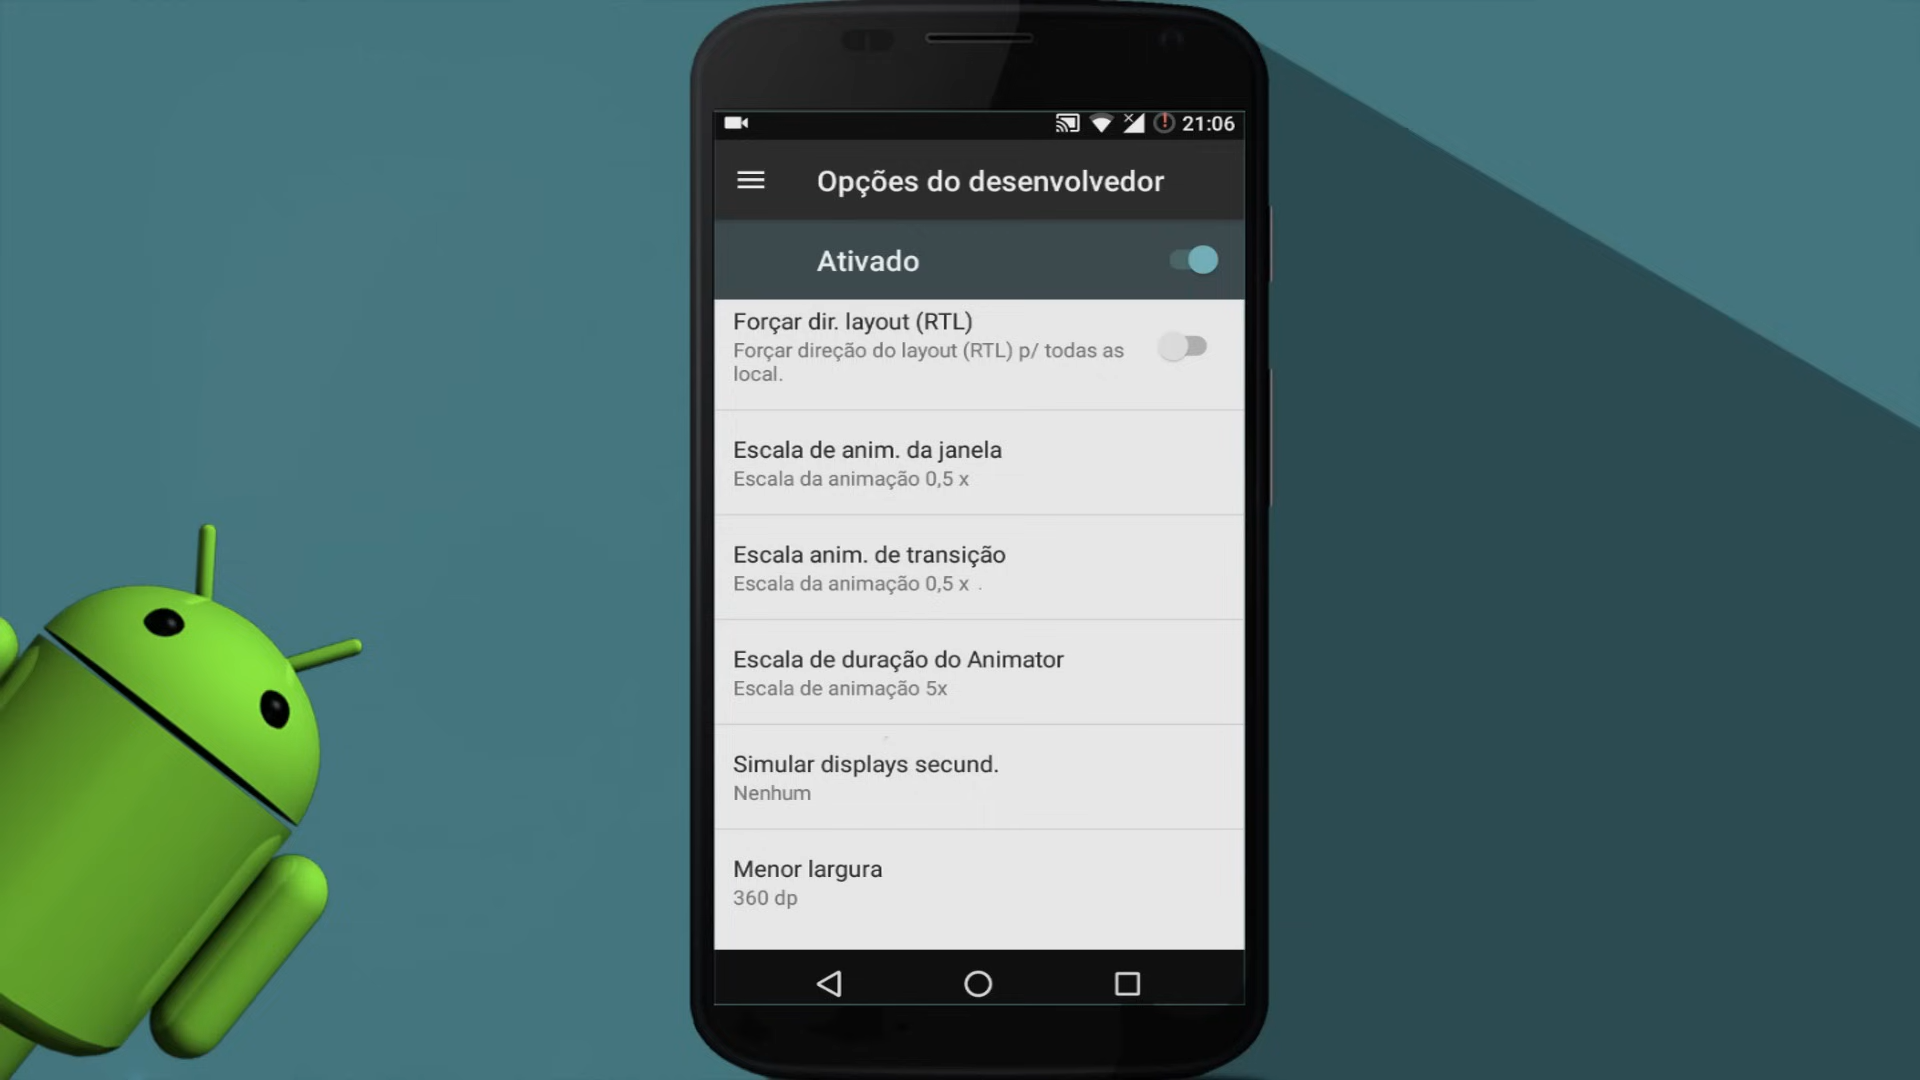 21:06
Opções do desenvolvedor
Ativado
Forçar dir. layout (RTL)
Forçar direção do layout (RTL) p/ todas as
local.
Escala de anim. da janela
Escala da animação 0,5 x
Escala anim. de transição
Escala da animação 0,5 x
Escala de duração do Animator
Escala de animação 5x
Simular displays secund.
Nenhum
Menor largura
360 dp